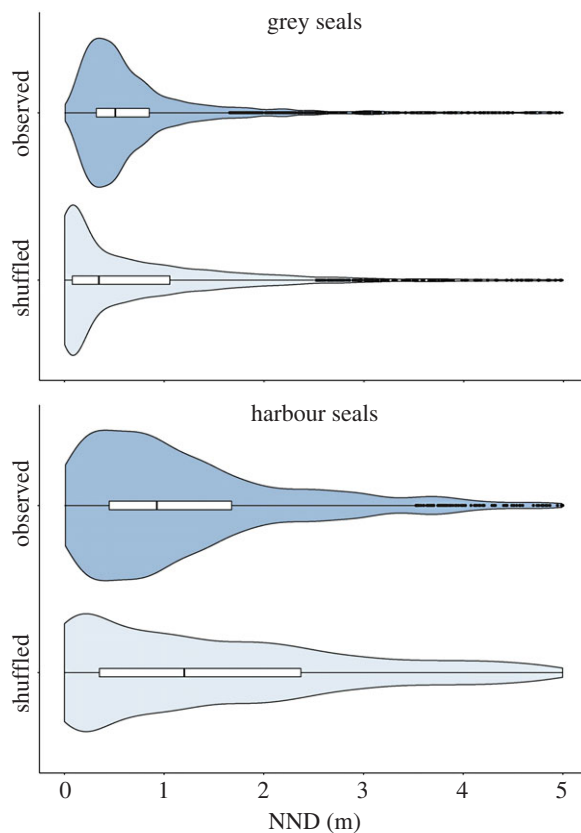 grey seals
observed
shuffled
harbour seals
observed
shuffled
0 1 2 3 4 5
NND (m)